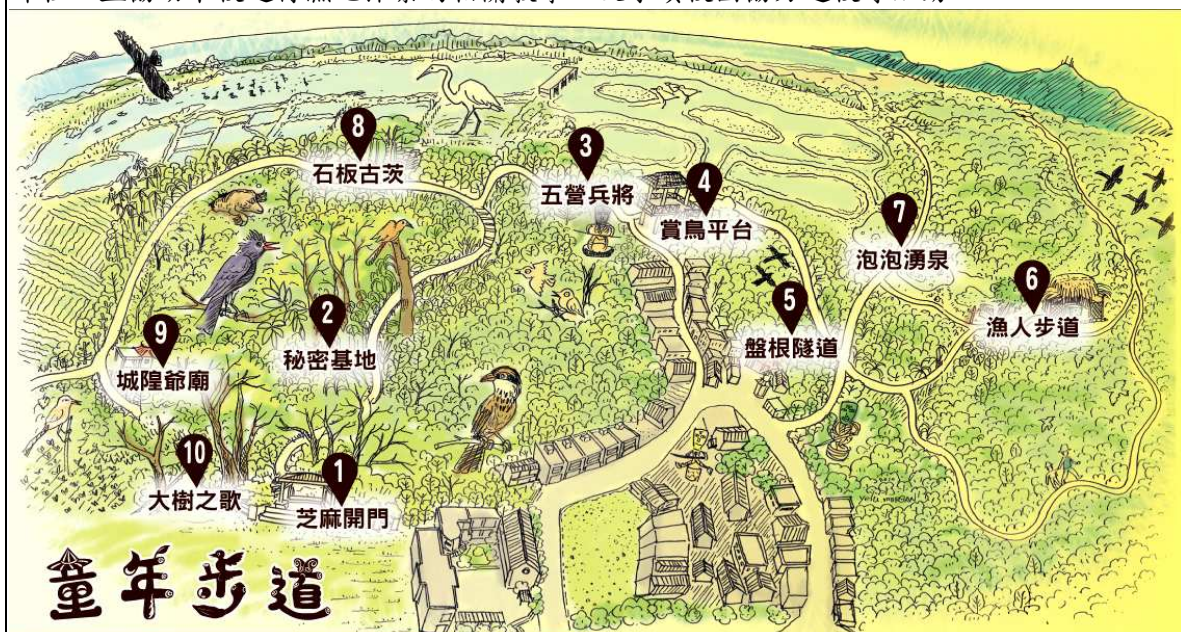 8
石板古茨
3
五營兵將
4
賞鳥平台
7
泡泡湧泉
6
漁人步道
5
盤根隧道
2
秘密基地
9
城隍爺廟
10
大樹之歌
1
芝麻開門
童年步道